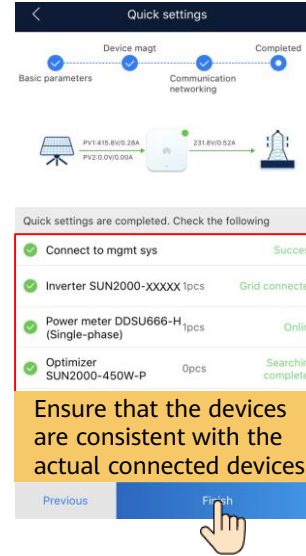 Quick settings
Device magt
Completed
Basic parameters
Communication
networking
PV1:415.8V/0.28A
PV2:0.0V/0.00A
231.8V/0.52A
Quick settings are completed. Check the following
Connect to mgmt sys
Succes
Inverter SUN2000-XXXXX 1pcs
Grid connecte
Power meter DDSU666-H 1pcs
(Single-phase)
Onlin
Optimizer
SUN2000-450W-P
0pcs
Searchin
complete
Ensure that the devices
are consistent with the
actual connected devices
Previous
Finish